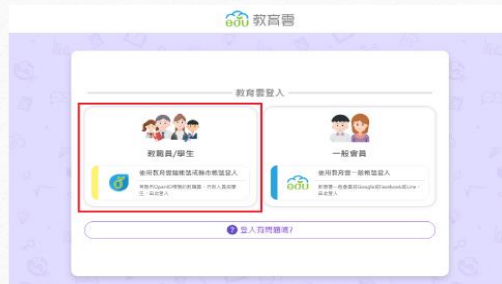 edu 教育雲
教育雲登入
教職員/學生
使用教育雲端帳號或縣市帳號登入
一般會員
使用教育雲一般帳號登入
edu
登入有問題嗎?